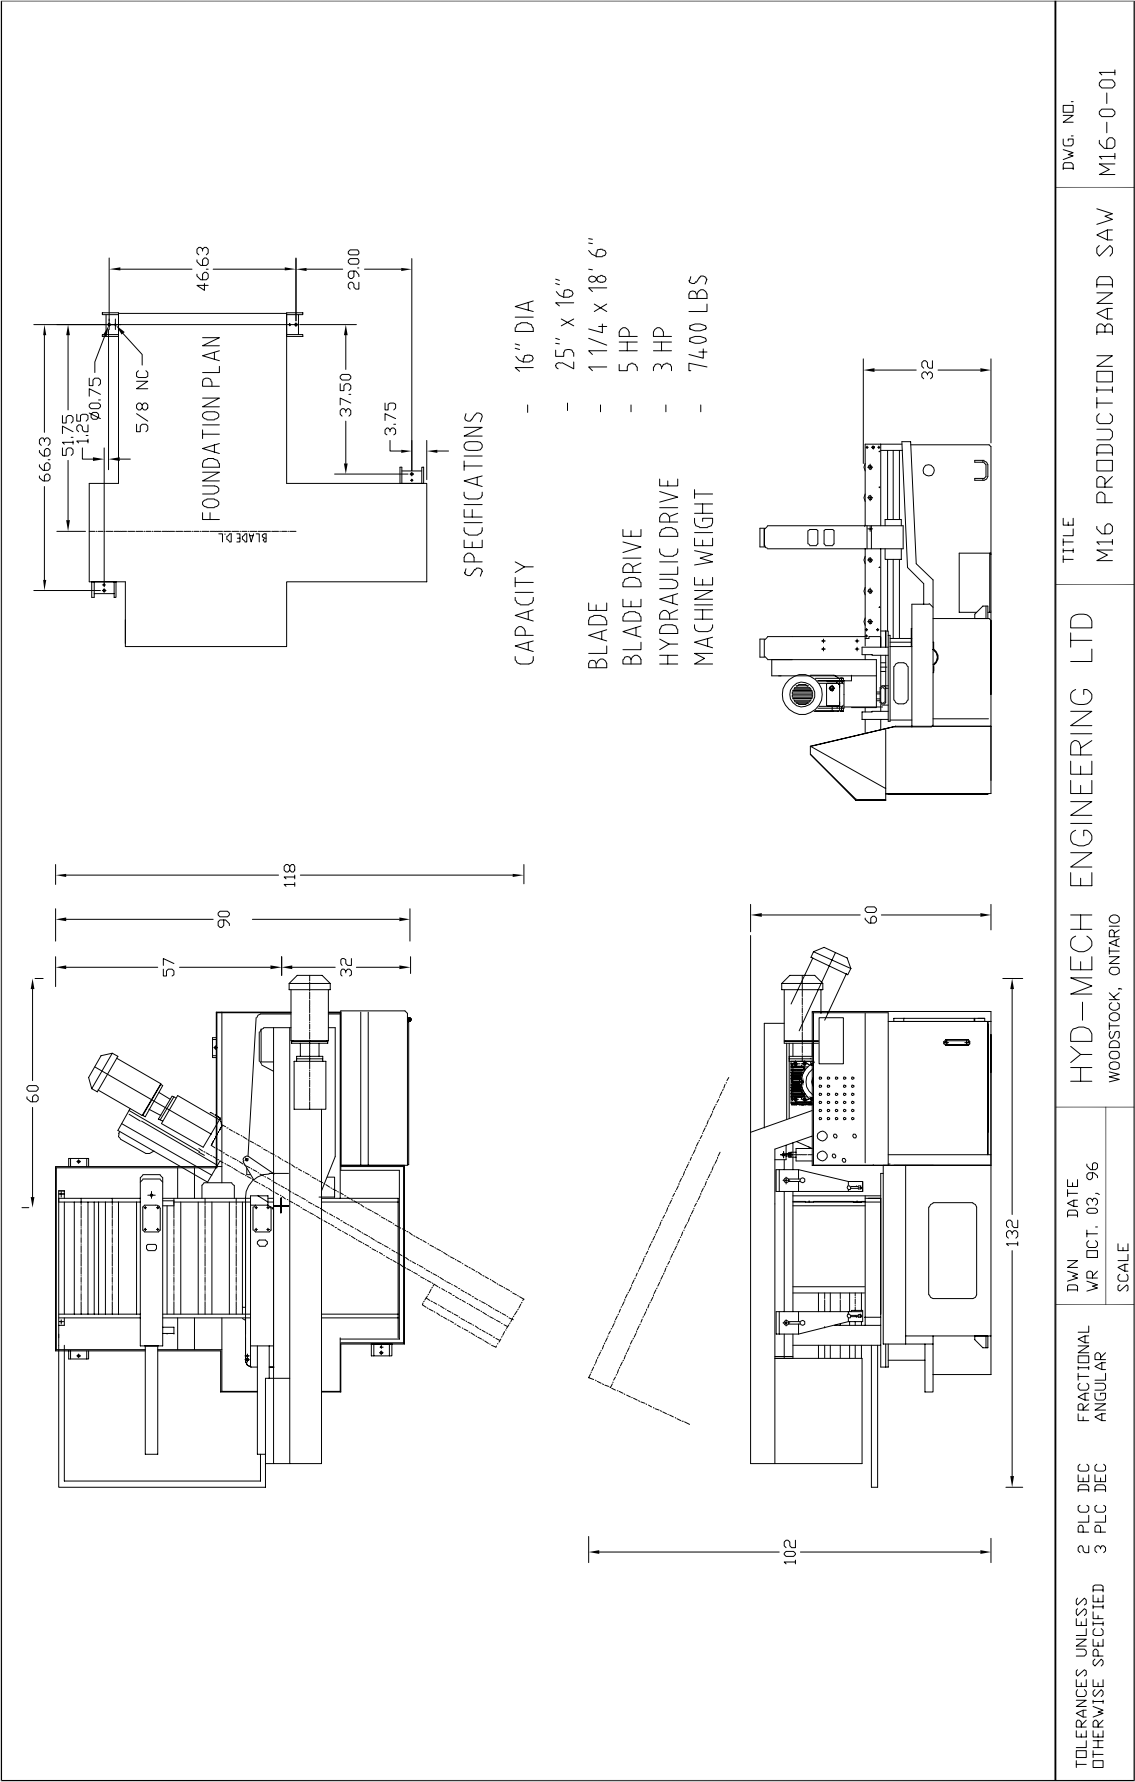 60
57
32
90
118
66.63
51.75
1.25
Ø0.75
5/8 NC
46.63
29.00
37.50
3.75
BLADE
FOUNDATION PLAN
SPECIFICATIONS
CAPACITY - 16" DIA
- 25" x 16"
BLADE - 1 1/4 x 18' 6"
BLADE DRIVE - 5 HP
HYDRAULIC DRIVE - 3 HP
MACHINE WEIGHT - 7400 LBS
102
60
132
32
TOLERANCES UNLESS
OTHERWISE SPECIFIED
2 PLC DEC
3 PLC DEC
FRACTIONAL
ANGULAR
DWN DATE
WR OCT. 03, 96
SCALE
HYD-MECH ENGINEERING LTD
WOODSTOCK, ONTARIO
TITLE
M16 PRODUCTION BAND SAW
DWG. NO.
M16-0-01